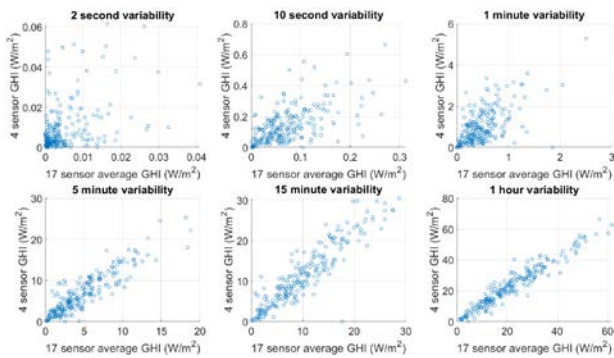 2 second variability
4 sensor GHI (W/m²)
0.06
0.04
0.02
0
0 0.01 0.02 0.03 0.04
17 sensor average GHI (W/m²)
10 second variability
4 sensor GHI (W/m²)
0.8
0.6
0.4
0.2
0
0 0.1 0.2 0.3
17 sensor average GHI (W/m²)
1 minute variability
4 sensor GHI (W/m²)
6
4
2
0
0 1 2 3
17 sensor average GHI (W/m²)
5 minute variability
4 sensor GHI (W/m²)
30
20
10
0
0 5 10 15 20
17 sensor average GHI (W/m²)
15 minute variability
4 sensor GHI (W/m²)
30
20
10
0
0 10 20 30
17 sensor average GHI (W/m²)
1 hour variability
4 sensor GHI (W/m²)
80
60
40
20
0
0 20 40 60
17 sensor average GHI (W/m²)